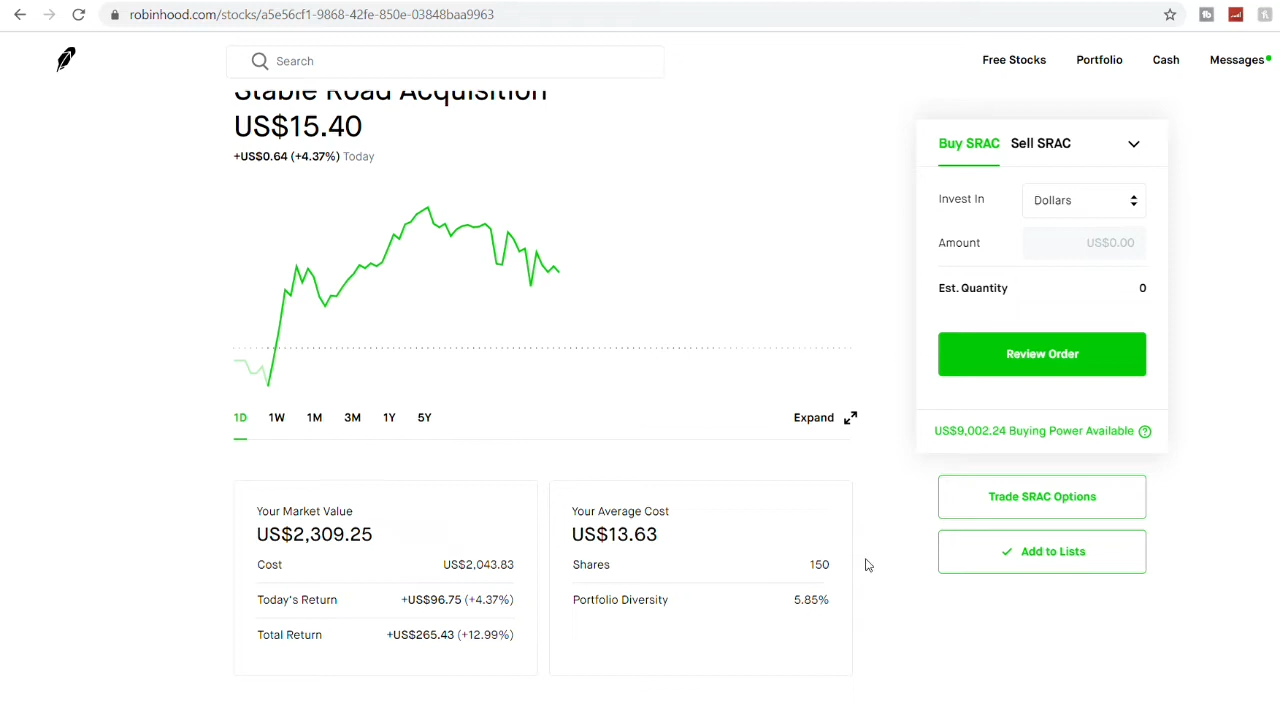 robinhood.com/stocks/a5e56cf1-9868-42fe-850e-03848baa9963
Search
Free Stocks
Portfolio
Cash
Messages
Stable Road Acquisition
US$15.40
+US$0.64 (+4.37%) Today
1D 1W 1M 3M 1Y 5Y
Expand
Buy SRAC Sell SRAC
Invest In Dollars
Amount US$0.00
Est. Quantity 0
Review Order
US$9,002.24 Buying Power Available ?
Trade SRAC Options
Add to Lists
Your Market Value
US$2,309.25
Cost US$2,043.83
Today's Return +US$96.75 (+4.37%)
Total Return +US$265.43 (+12.99%)
Your Average Cost
US$13.63
Shares 150
Portfolio Diversity 5.85%